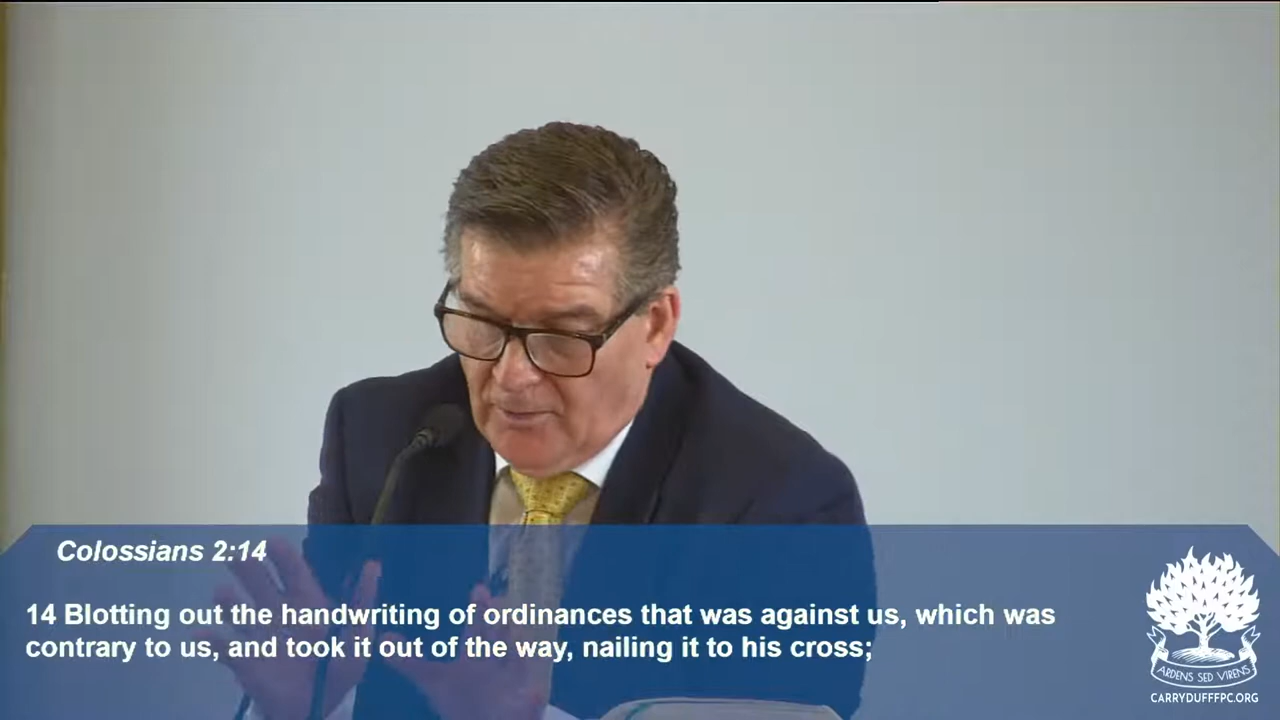 Colossians 2:14
14 Blotting out the handwriting of ordinances that was against us, which was
contrary to us, and took it out of the way, nailing it to his cross;
ARDENS SED VIRENS
CARRYDUFFFPC.ORG